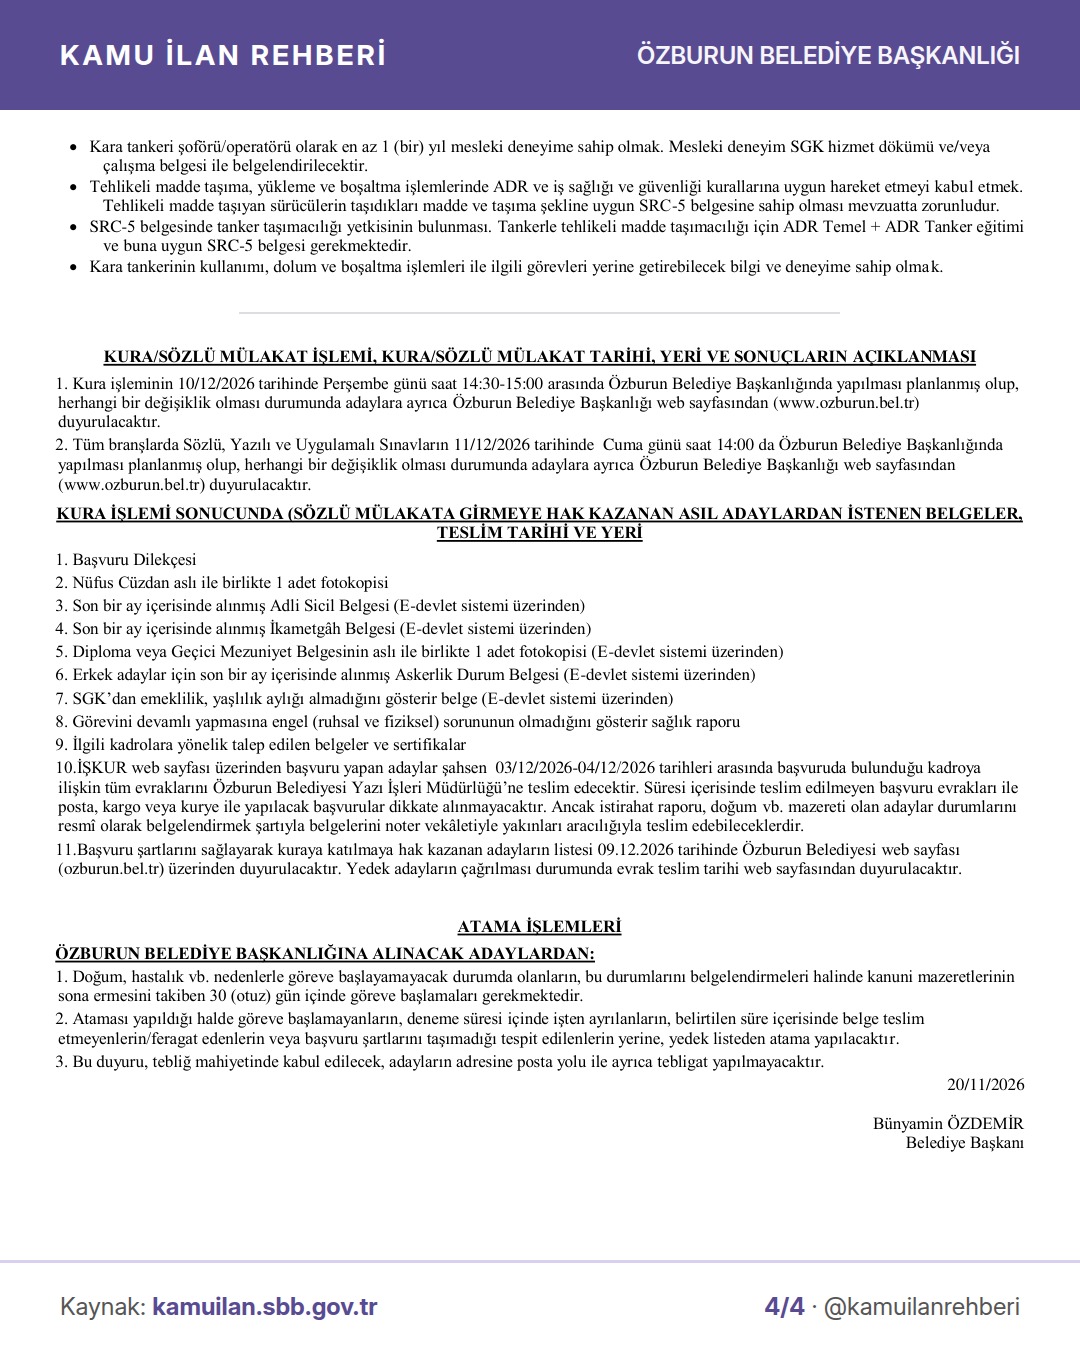 KAMU İLAN REHBERİ
ÖZBURUN BELEDİYE BAŞKANLIĞI
• Kara tankeri şoförü/operatörü olarak en az 1 (bir) yıl mesleki deneyime sahip olmak. Mesleki deneyim SGK hizmet dökümü ve/veya
çalışma belgesi ile belgelendirilecektir.
• Tehlikeli madde taşıma, yükleme ve boşaltma işlemlerinde ADR ve iş sağlığı ve güvenliği kurallarına uygun hareket etmeyi kabul etmek.
Tehlikeli madde taşıyan sürücülerin taşıdıkları madde ve taşıma şekline uygun SRC-5 belgesine sahip olması mevzuatta zorunludur.
• SRC-5 belgesinde tanker taşımacılığı yetkisinin bulunması. Tankerle tehlikeli madde taşımacılığı için ADR Temel + ADR Tanker eğitimi
ve buna uygun SRC-5 belgesi gerekmektedir.
• Kara tankerinin kullanımı, dolum ve boşaltma işlemleri ile ilgili görevleri yerine getirebilecek bilgi ve deneyime sahip olmak.
KURA/SÖZLÜ MÜLAKAT İŞLEMİ, KURA/SÖZLÜ MÜLAKAT TARİHİ, YERİ VE SONUÇLARIN AÇIKLANMASI
1. Kura işleminin 10/12/2026 tarihinde Perşembe günü saat 14:30-15:00 arasında Özburun Belediye Başkanlığında yapılması planlanmış olup,
herhangi bir değişiklik olması durumunda adaylara ayrıca Özburun Belediye Başkanlığı web sayfasından (www.ozburun.bel.tr)
duyurulacaktır.
2. Tüm branşlarda Sözlü, Yazılı ve Uygulamalı Sınavların 11/12/2026 tarihinde  Cuma günü saat 14:00 da Özburun Belediye Başkanlığında
yapılması planlanmış olup, herhangi bir değişiklik olması durumunda adaylara ayrıca Özburun Belediye Başkanlığı web sayfasından
(www.ozburun.bel.tr) duyurulacaktır.
KURA İŞLEMİ SONUCUNDA (SÖZLÜ MÜLAKATA GİRMEYE HAK KAZANAN ASIL ADAYLARDAN İSTENEN BELGELER,
TESLİM TARİHİ VE YERİ
1. Başvuru Dilekçesi
2. Nüfus Cüzdan aslı ile birlikte 1 adet fotokopisi
3. Son bir ay içerisinde alınmış Adli Sicil Belgesi (E-devlet sistemi üzerinden)
4. Son bir ay içerisinde alınmış İkametgâh Belgesi (E-devlet sistemi üzerinden)
5. Diploma veya Geçici Mezuniyet Belgesinin aslı ile birlikte 1 adet fotokopisi (E-devlet sistemi üzerinden)
6. Erkek adaylar için son bir ay içerisinde alınmış Askerlik Durum Belgesi (E-devlet sistemi üzerinden)
7. SGK’dan emeklilik, yaşlılık aylığı almadığını gösterir belge (E-devlet sistemi üzerinden)
8. Görevini devamlı yapmasına engel (ruhsal ve fiziksel) sorununun olmadığını gösterir sağlık raporu
9. İlgili kadrolara yönelik talep edilen belgeler ve sertifikalar
10.İŞKUR web sayfası üzerinden başvuru yapan adaylar şahsen  03/12/2026-04/12/2026 tarihleri arasında başvuruda bulunduğu kadroya
ilişkin tüm evraklarını Özburun Belediyesi Yazı İşleri Müdürlüğü’ne teslim edecektir. Süresi içerisinde teslim edilmeyen başvuru evrakları ile
posta, kargo veya kurye ile yapılacak başvurular dikkate alınmayacaktır. Ancak istirahat raporu, doğum vb. mazereti olan adaylar durumlarını
resmî olarak belgelendirmek şartıyla belgelerini noter vekâletiyle yakınları aracılığıyla teslim edebileceklerdir.
11.Başvuru şartlarını sağlayarak kuraya katılmaya hak kazanan adayların listesi 09.12.2026 tarihinde Özburun Belediyesi web sayfası
(ozburun.bel.tr) üzerinden duyurulacaktır. Yedek adayların çağrılması durumunda evrak teslim tarihi web sayfasından duyurulacaktır.
ATAMA İŞLEMLERİ
ÖZBURUN BELEDİYE BAŞKANLIĞINA ALINACAK ADAYLARDAN:
1. Doğum, hastalık vb. nedenlerle göreve başlayamayacak durumda olanların, bu durumlarını belgelendirmeleri halinde kanuni mazeretlerinin
sona ermesini takiben 30 (otuz) gün içinde göreve başlamaları gerekmektedir.
2. Ataması yapıldığı halde göreve başlamayanların, deneme süresi içinde işten ayrılanların, belirtilen süre içerisinde belge teslim
etmeyenlerin/feragat edenlerin veya başvuru şartlarını taşımadığı tespit edilenlerin yerine, yedek listeden atama yapılacaktır.
3. Bu duyuru, tebliğ mahiyetinde kabul edilecek, adayların adresine posta yolu ile ayrıca tebligat yapılmayacaktır.
20/11/2026
Bünyamin ÖZDEMİR
Belediye Başkanı
Kaynak: kamuilan.sbb.gov.tr
4/4 · @kamuilanrehberi